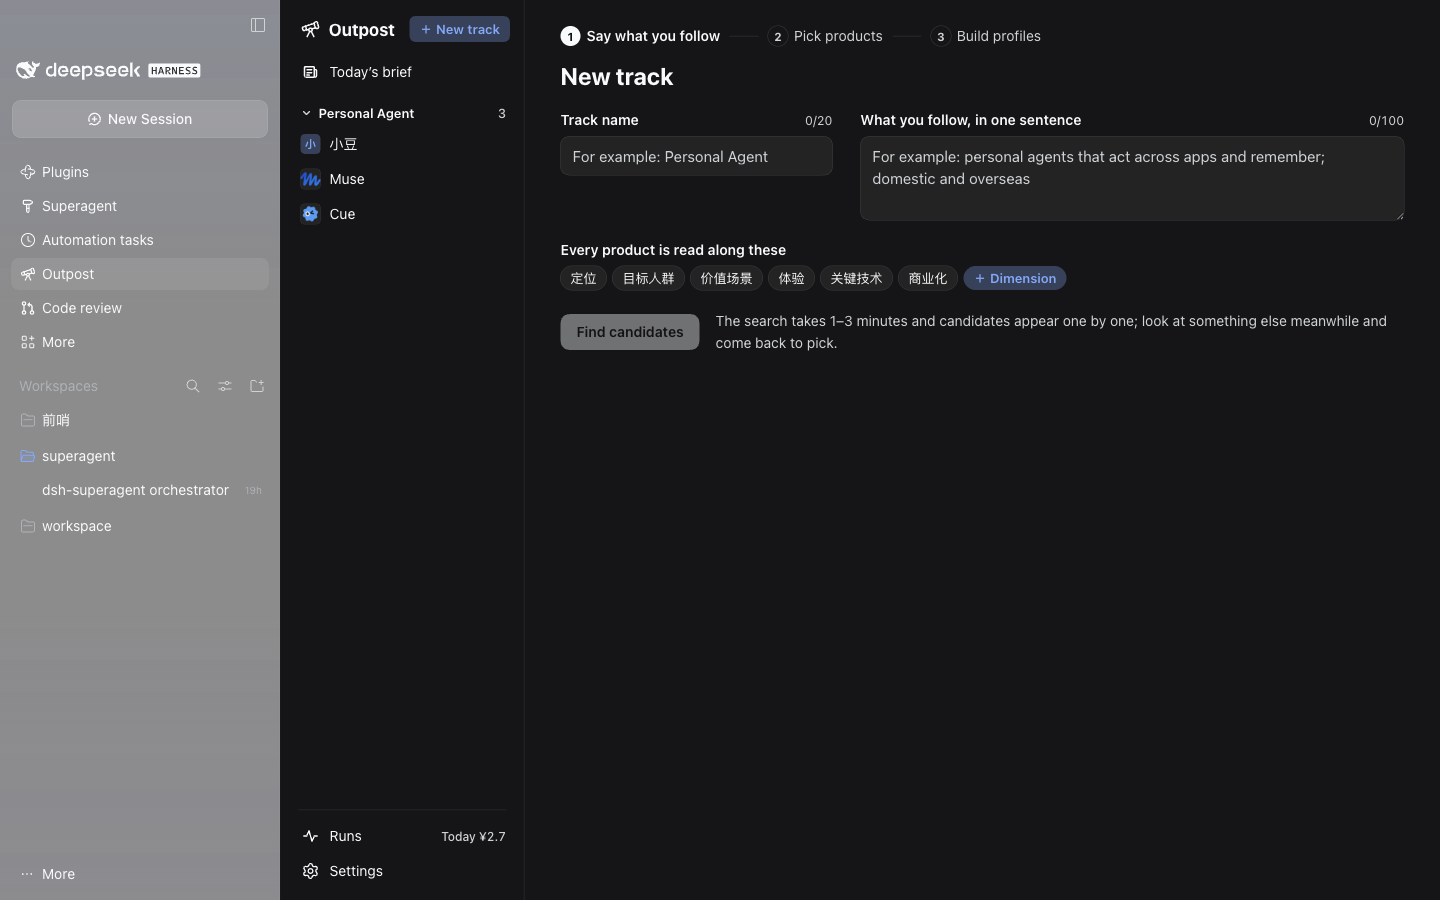 deepseek HARNESS
New Session
Plugins
Superagent
Automation tasks
Outpost
Code review
More
Workspaces
前哨
superagent
dsh-superagent orchestrator 19h
workspace
More
Outpost
+ New track
Today's brief
Personal Agent 3
小 小豆
Muse
Cue
Runs Today ¥2.7
Settings
1 Say what you follow 2 Pick products 3 Build profiles
New track
Track name 0/20
For example: Personal Agent
What you follow, in one sentence 0/100
For example: personal agents that act across apps and remember;
domestic and overseas
Every product is read along these
定位 目标人群 价值场景 体验 关键技术 商业化 + Dimension
Find candidates
The search takes 1–3 minutes and candidates appear one by one; look at something else meanwhile and
come back to pick.